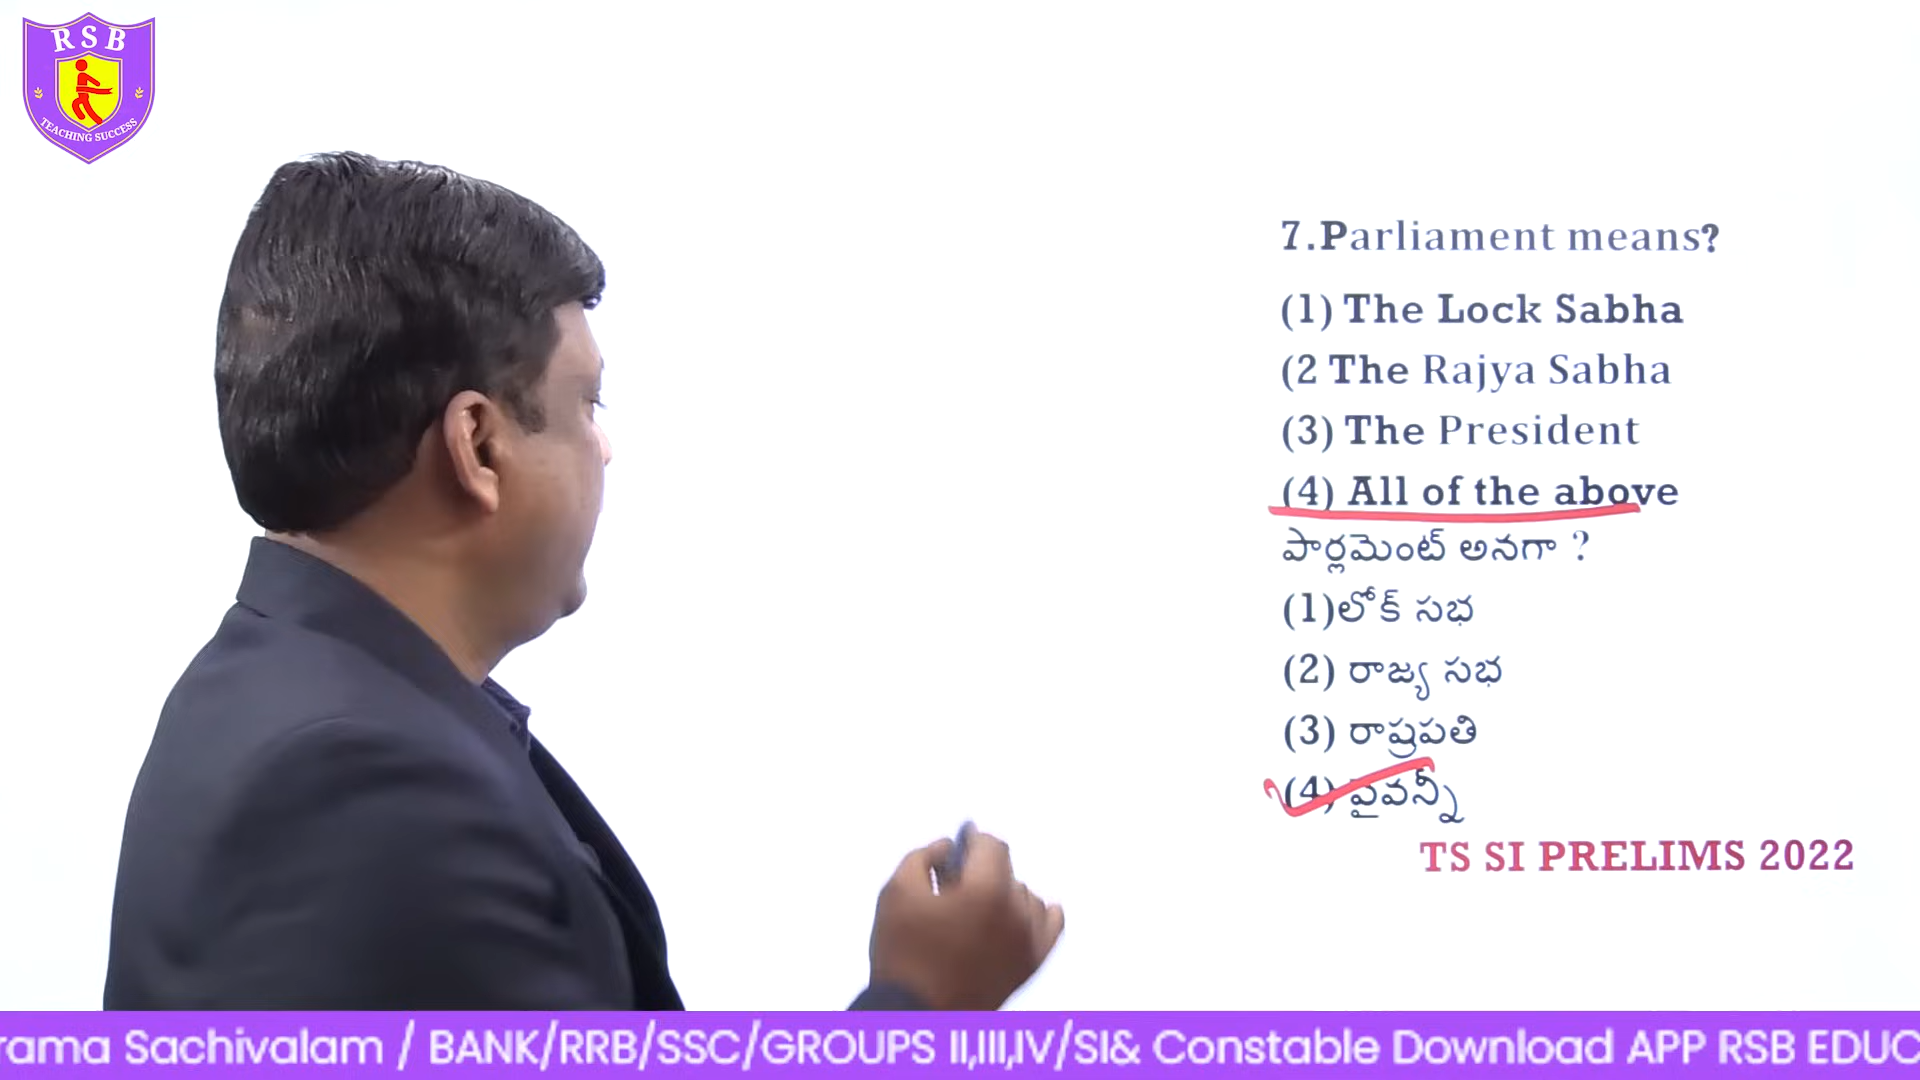 RSB
TEACHING SUCCESS
7.Parliament means?
(1) The Lock Sabha
(2 The Rajya Sabha
(3) The President
(4) All of the above
పార్లమెంట్ అనగా ?
(1)లోక్ సభ
(2) రాజ్య సభ
(3) రాష్రపతి
(4) పైవన్నీ
TS SI PRELIMS 2022
rama Sachivalam / BANK/RRB/SSC/GROUPS II,III,IV/SI& Constable Download APP RSB EDUC